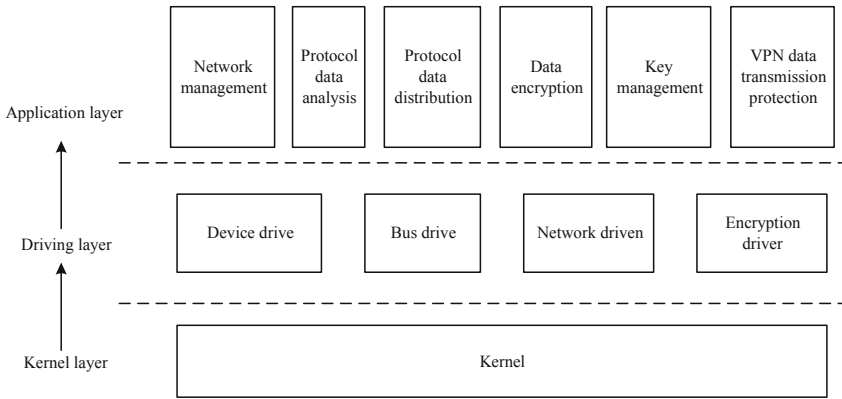 Network
management
Protocol
data
analysis
Protocol
data
distribution
Data
encryption
Key
management
VPN data
transmission
protection
Application layer
Device drive
Bus drive
Network driven
Encryption
driver
Driving layer
Kernel layer
Kernel